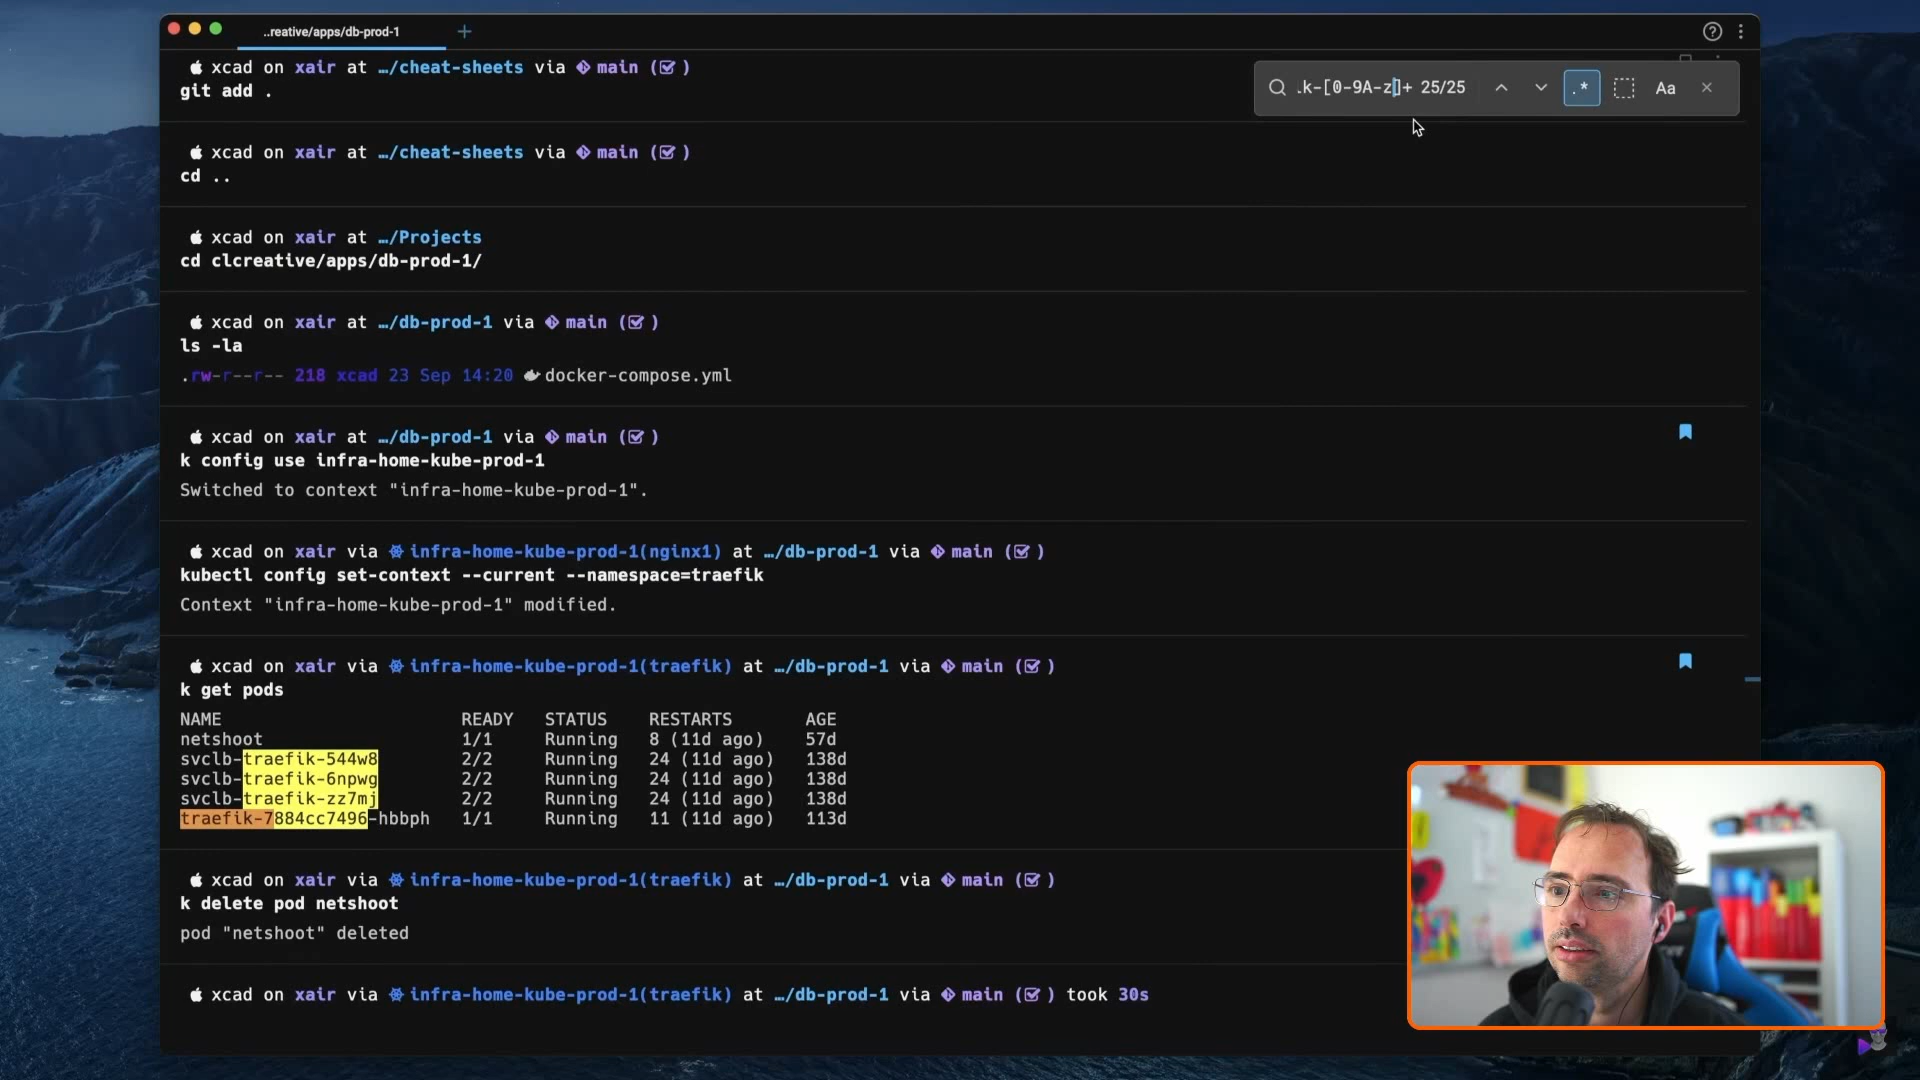 ..reative/apps/db-prod-1 + ?
xcad on xair at …/cheat-sheets via main ( )
git add .
.k-[0-9A-z]+ 25/25 .* Aa ×
xcad on xair at …/cheat-sheets via main ( )
cd ..
xcad on xair at …/Projects
cd clcreative/apps/db-prod-1/
xcad on xair at …/db-prod-1 via main ( )
ls -la
.rw-r--r-- 218 xcad 23 Sep 14:20 docker-compose.yml
xcad on xair at …/db-prod-1 via main ( )
k config use infra-home-kube-prod-1
Switched to context "infra-home-kube-prod-1".
xcad on xair via infra-home-kube-prod-1(nginx1) at …/db-prod-1 via main ( )
kubectl config set-context --current --namespace=traefik
Context "infra-home-kube-prod-1" modified.
xcad on xair via infra-home-kube-prod-1(traefik) at …/db-prod-1 via main ( )
k get pods
NAME READY STATUS RESTARTS AGE
netshoot 1/1 Running 8 (11d ago) 57d
svclb-traefik-544w8 2/2 Running 24 (11d ago) 138d
svclb-traefik-6npwg 2/2 Running 24 (11d ago) 138d
svclb-traefik-zz7mj 2/2 Running 24 (11d ago) 138d
traefik-7884cc7496-hbbph 1/1 Running 11 (11d ago) 113d
xcad on xair via infra-home-kube-prod-1(traefik) at …/db-prod-1 via main ( )
k delete pod netshoot
pod "netshoot" deleted
xcad on xair via infra-home-kube-prod-1(traefik) at …/db-prod-1 via main ( ) took 30s